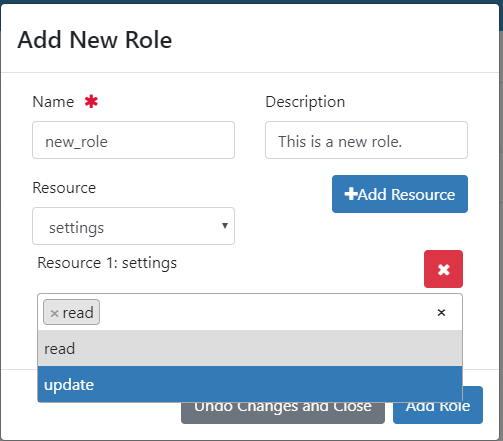 Add New Role
Name ✱ Description
new_role This is a new role.
Resource
+Add Resource
settings
Resource 1: settings
× read ×
read
update
Undo Changes and Close Add Role